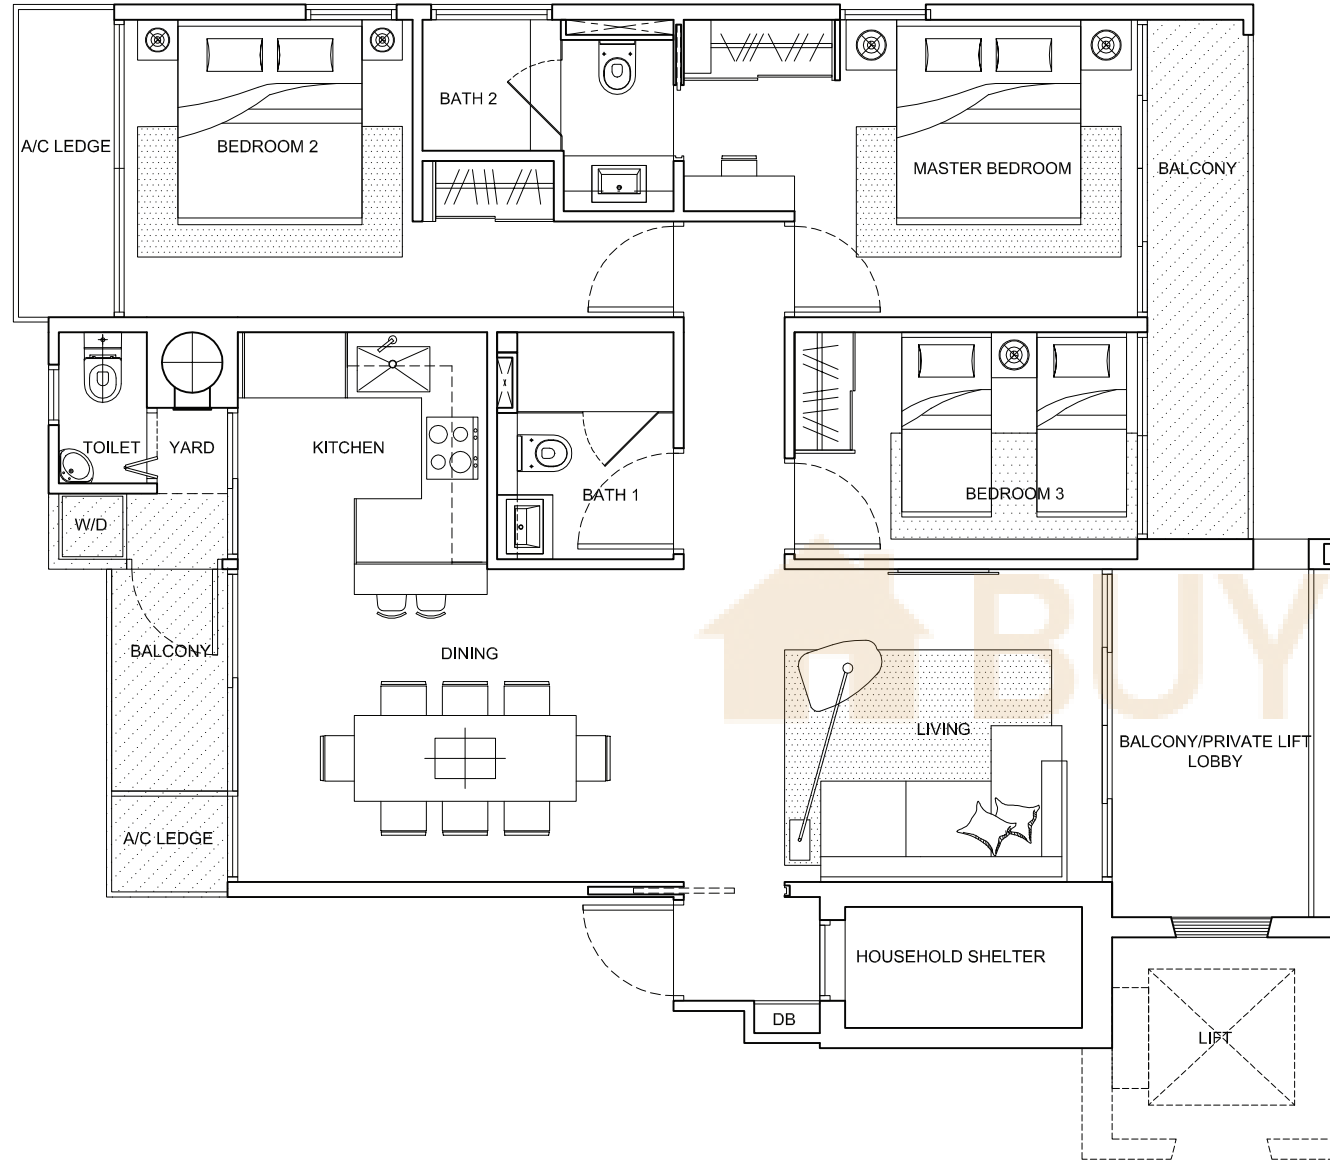 BATH 2
A/C LEDGE
BEDROOM 2
MASTER BEDROOM
BALCONY
TOILET
YARD
KITCHEN
BATH 1
BEDROOM 3
W/D
BALCONY
DINING
LIVING
BALCONY/PRIVATE LIFT
LOBBY
A/C LEDGE
HOUSEHOLD SHELTER
DB
LIFT
BUY